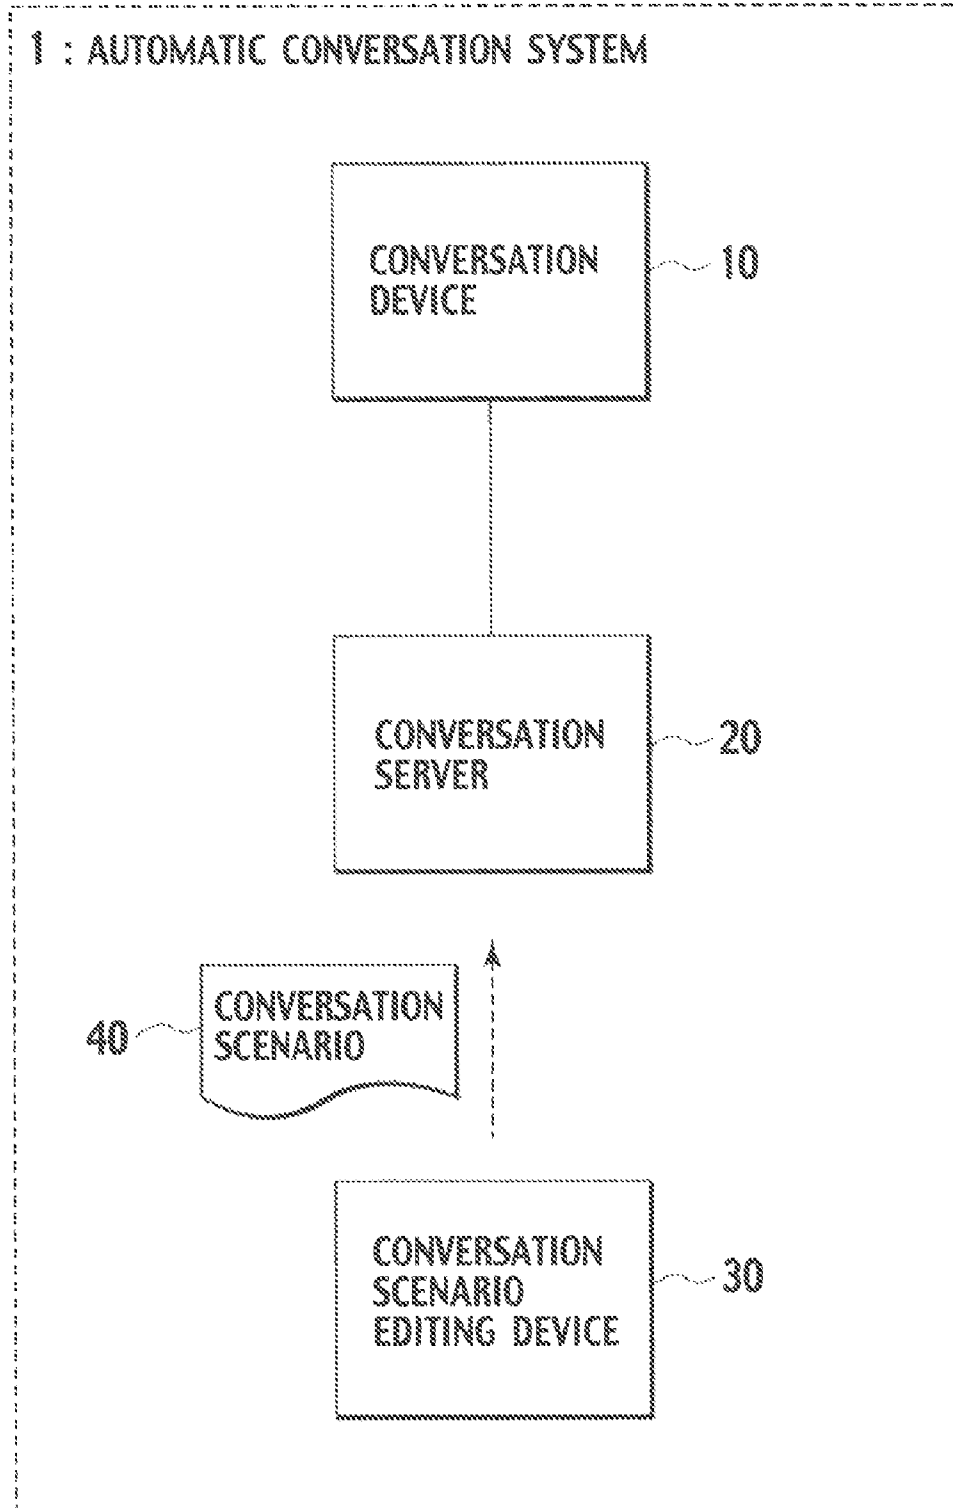 1 : AUTOMATIC CONVERSATION SYSTEM
CONVERSATION
DEVICE
10
CONVERSATION
SERVER
20
CONVERSATION
SCENARIO
40
CONVERSATION
SCENARIO
EDITING DEVICE
30